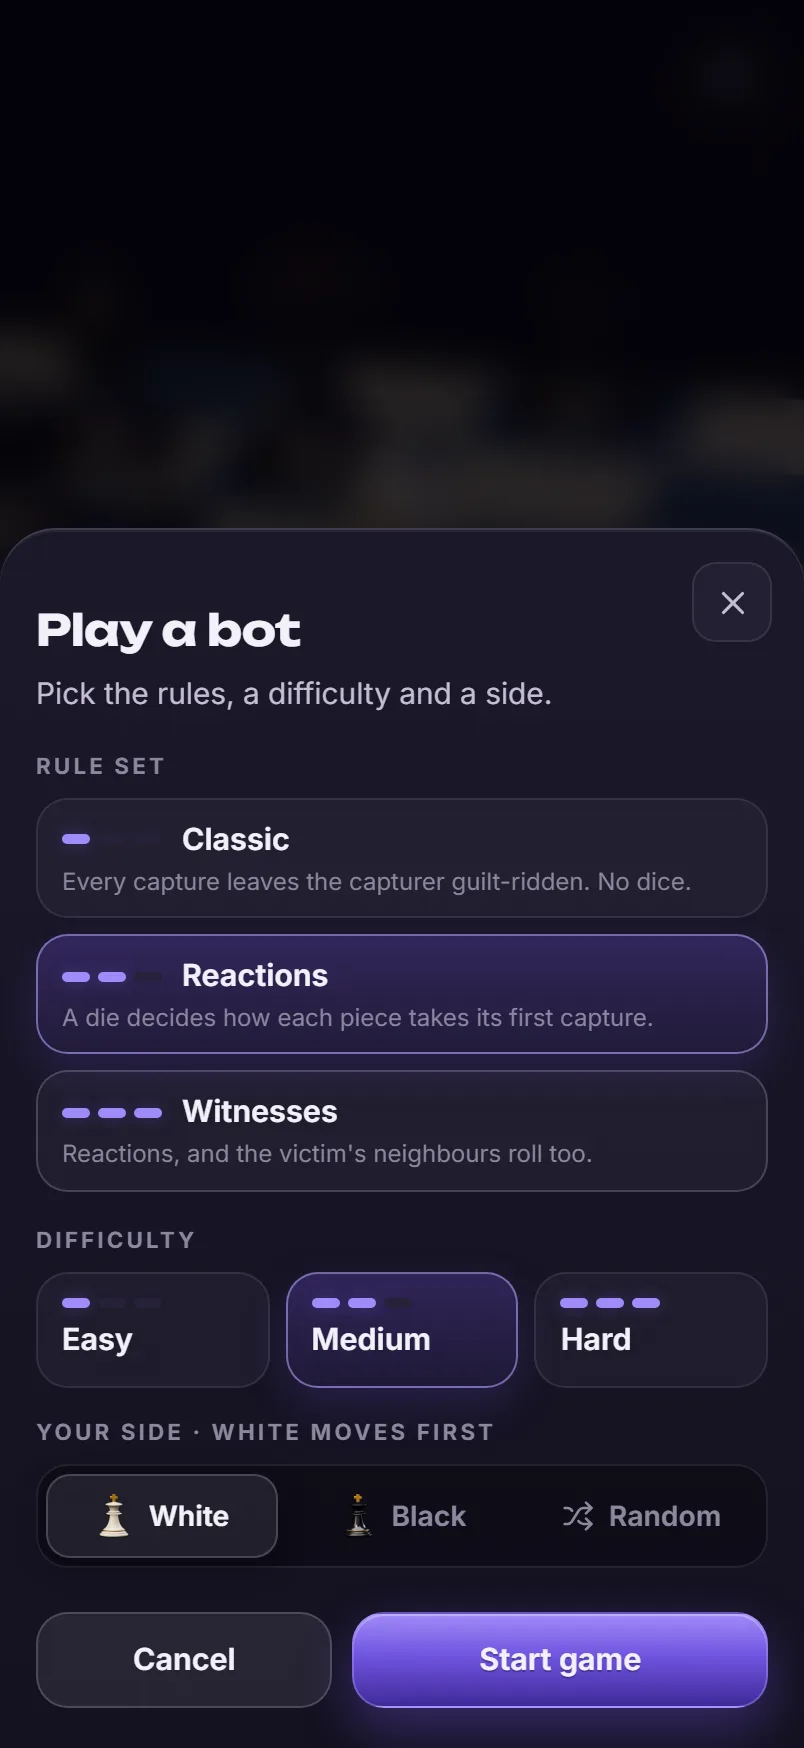 Play a bot
Pick the rules, a difficulty and a side.
RULE SET
Classic
Every capture leaves the capturer guilt-ridden. No dice.
Reactions
A die decides how each piece takes its first capture.
Witnesses
Reactions, and the victim's neighbours roll too.
DIFFICULTY
Easy
Medium
Hard
YOUR SIDE · WHITE MOVES FIRST
White
Black
Random
Cancel
Start game